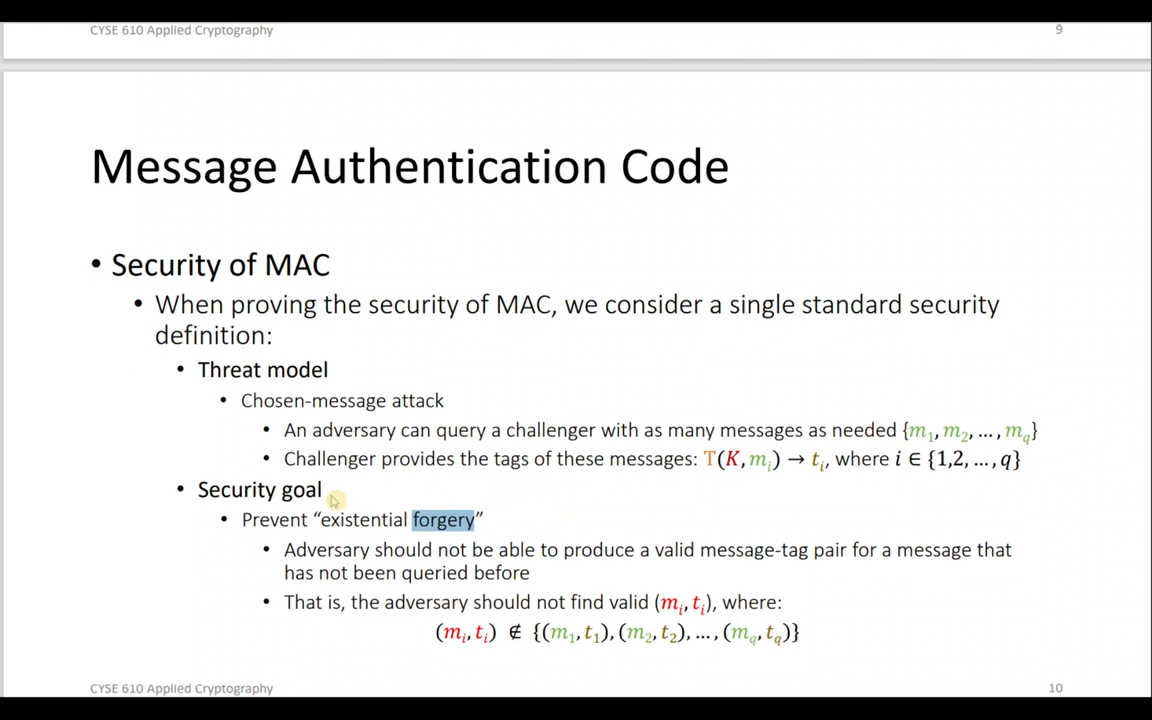 CYSE 610 Applied Cryptography 9
Message Authentication Code
• Security of MAC
• When proving the security of MAC, we consider a single standard security
definition:
• Threat model
• Chosen-message attack
• An adversary can query a challenger with as many messages as needed {m₁, m₂, …, m_q}
• Challenger provides the tags of these messages: T(K, mᵢ) → tᵢ, where i ∈ {1,2, …, q}
• Security goal
• Prevent “existential forgery”
• Adversary should not be able to produce a valid message-tag pair for a message that
has not been queried before
• That is, the adversary should not find valid (mᵢ, tᵢ), where:
(mᵢ, tᵢ) ∉ {(m₁, t₁), (m₂, t₂), …, (m_q, t_q)}
CYSE 610 Applied Cryptography 10